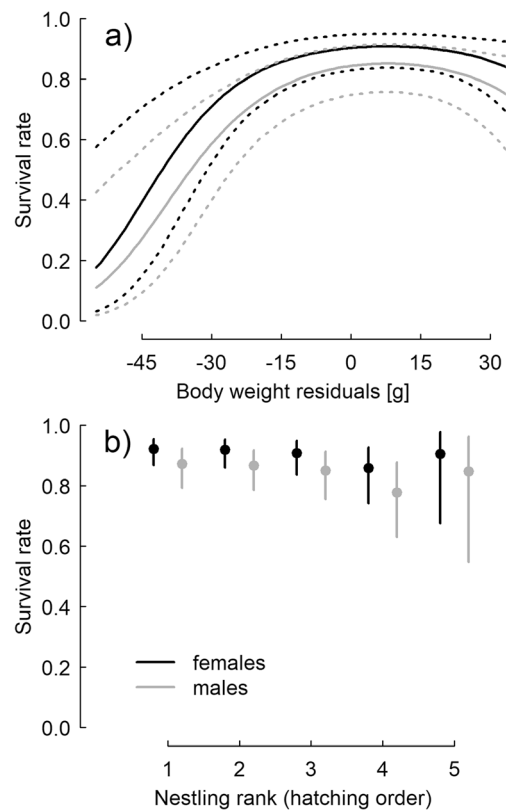 a)
Survival rate
1.0
0.8
0.6
0.4
0.2
0.0
-45 -30 -15 0 15 30
Body weight residuals [g]
b)
Survival rate
1.0
0.8
0.6
0.4
0.2
0.0
females
males
1 2 3 4 5
Nestling rank (hatching order)